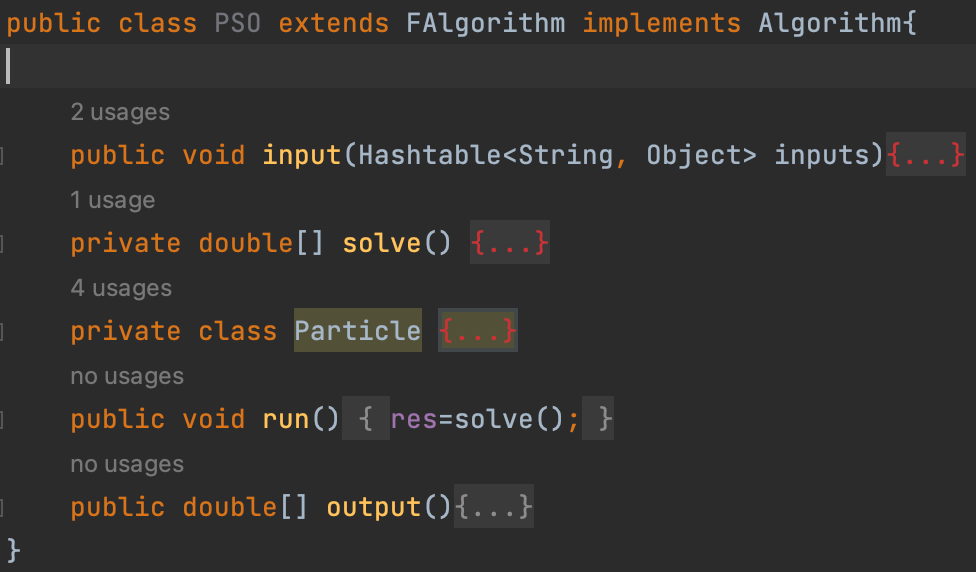 public class PSO extends FAlgorithm implements Algorithm{
2 usages
public void input(Hashtable<String, Object> inputs){...}
1 usage
private double[] solve() {...}
4 usages
private class Particle {...}
no usages
public void run() { res=solve(); }
no usages
public double[] output(){...}
}